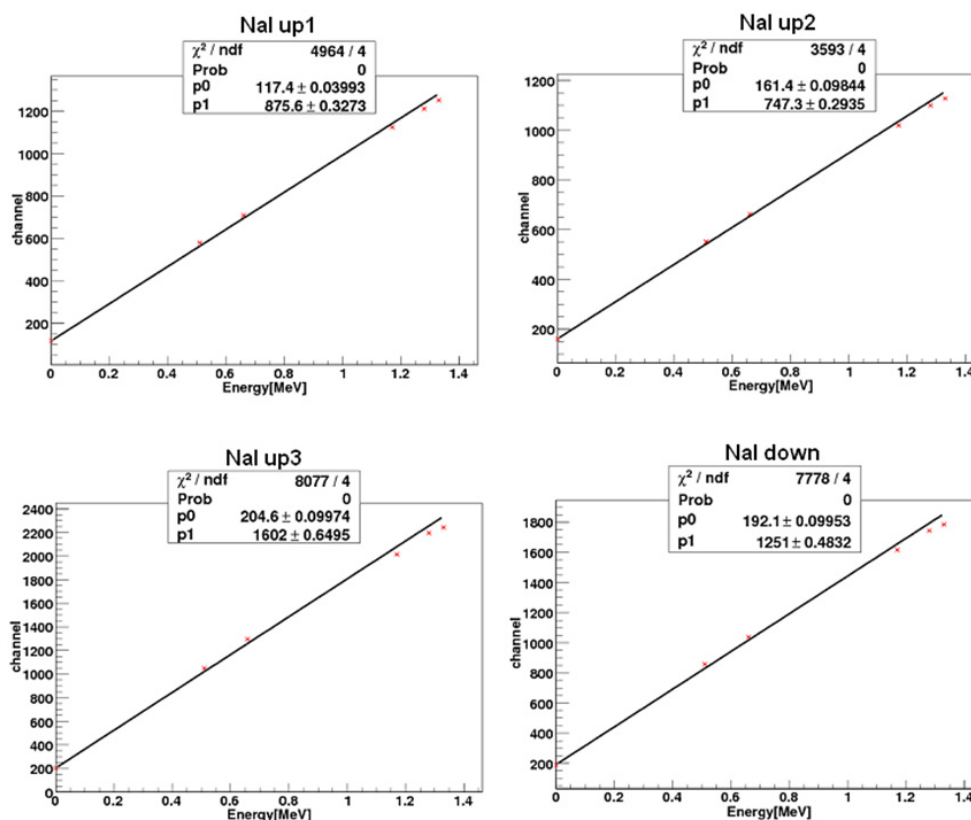 NaI up1
χ² / ndf 4964 / 4
Prob 0
p0 117.4 ± 0.03993
p1 875.6 ± 0.3273
channel
1200
1000
800
600
400
200
0 0.2 0.4 0.6 0.8 1 1.2 1.4
Energy[MeV]
NaI up2
χ² / ndf 3593 / 4
Prob 0
p0 161.4 ± 0.09844
p1 747.3 ± 0.2935
channel
1200
1000
800
600
400
200
0 0.2 0.4 0.6 0.8 1 1.2 1.4
Energy[MeV]
NaI up3
χ² / ndf 8077 / 4
Prob 0
p0 204.6 ± 0.09974
p1 1602 ± 0.6495
channel
2400
2200
2000
1800
1600
1400
1200
1000
800
600
400
200
0
0 0.2 0.4 0.6 0.8 1 1.2 1.4
Energy[MeV]
NaI down
χ² / ndf 7778 / 4
Prob 0
p0 192.1 ± 0.09953
p1 1251 ± 0.4832
channel
1800
1600
1400
1200
1000
800
600
400
200
0 0.2 0.4 0.6 0.8 1 1.2 1.4
Energy[MeV]